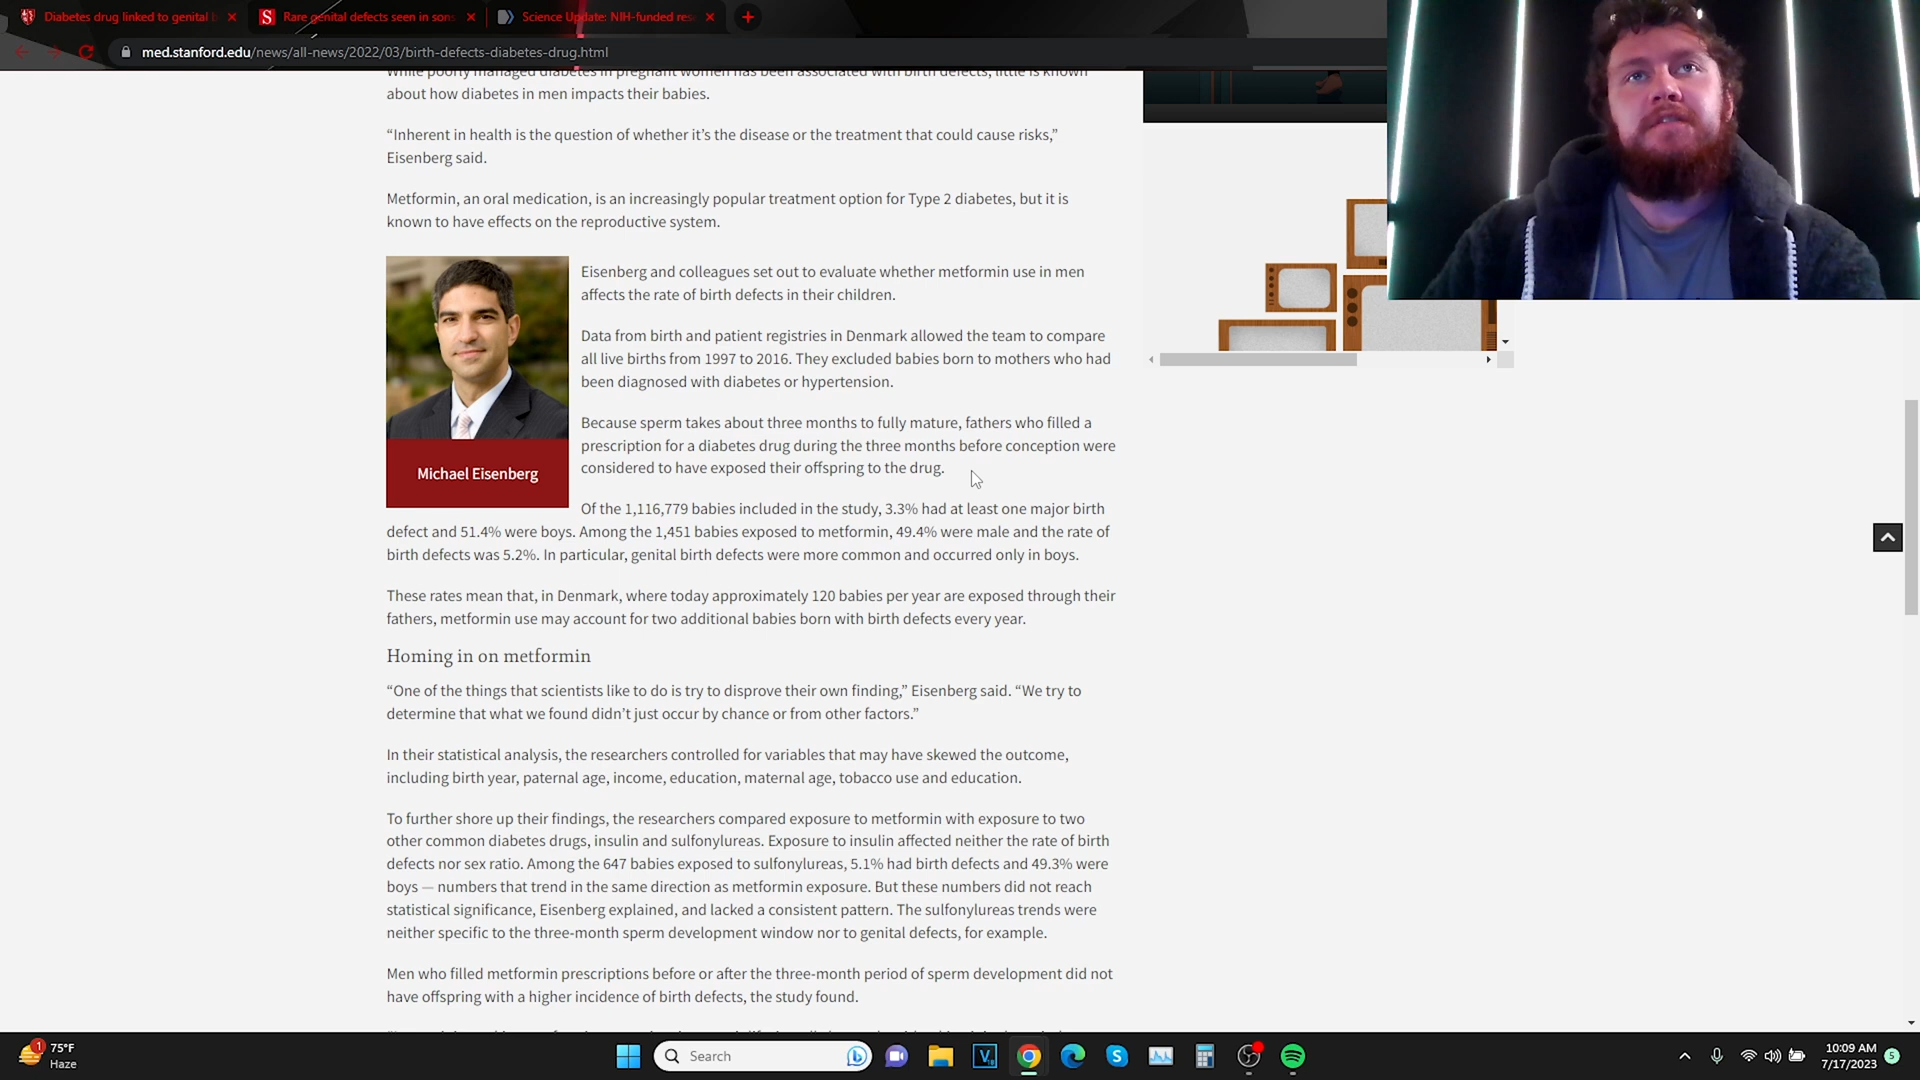 Diabetes drug linked to genital b
Rare genital defects seen in sons
Science Update: NIH-funded rese
med.stanford.edu/news/all-news/2022/03/birth-defects-diabetes-drug.html
While poorly managed diabetes in pregnant women has been associated with birth defects, little is known
about how diabetes in men impacts their babies.
“Inherent in health is the question of whether it’s the disease or the treatment that could cause risks,”
Eisenberg said.
Metformin, an oral medication, is an increasingly popular treatment option for Type 2 diabetes, but it is
known to have effects on the reproductive system.
Eisenberg and colleagues set out to evaluate whether metformin use in men
affects the rate of birth defects in their children.
Data from birth and patient registries in Denmark allowed the team to compare
all live births from 1997 to 2016. They excluded babies born to mothers who had
been diagnosed with diabetes or hypertension.
Because sperm takes about three months to fully mature, fathers who filled a
prescription for a diabetes drug during the three months before conception were
considered to have exposed their offspring to the drug.
Michael Eisenberg
Of the 1,116,779 babies included in the study, 3.3% had at least one major birth
defect and 51.4% were boys. Among the 1,451 babies exposed to metformin, 49.4% were male and the rate of
birth defects was 5.2%. In particular, genital birth defects were more common and occurred only in boys.
These rates mean that, in Denmark, where today approximately 120 babies per year are exposed through their
fathers, metformin use may account for two additional babies born with birth defects every year.
Homing in on metformin
“One of the things that scientists like to do is try to disprove their own finding,” Eisenberg said. “We try to
determine that what we found didn’t just occur by chance or from other factors.”
In their statistical analysis, the researchers controlled for variables that may have skewed the outcome,
including birth year, paternal age, income, education, maternal age, tobacco use and education.
To further shore up their findings, the researchers compared exposure to metformin with exposure to two
other common diabetes drugs, insulin and sulfonylureas. Exposure to insulin affected neither the rate of birth
defects nor sex ratio. Among the 647 babies exposed to sulfonylureas, 5.1% had birth defects and 49.3% were
boys — numbers that trend in the same direction as metformin exposure. But these numbers did not reach
statistical significance, Eisenberg explained, and lacked a consistent pattern. The sulfonylureas trends were
neither specific to the three-month sperm development window nor to genital defects, for example.
Men who filled metformin prescriptions before or after the three-month period of sperm development did not
have offspring with a higher incidence of birth defects, the study found.
1
75°F
Haze
Search
10:09 AM
7/17/2023
5